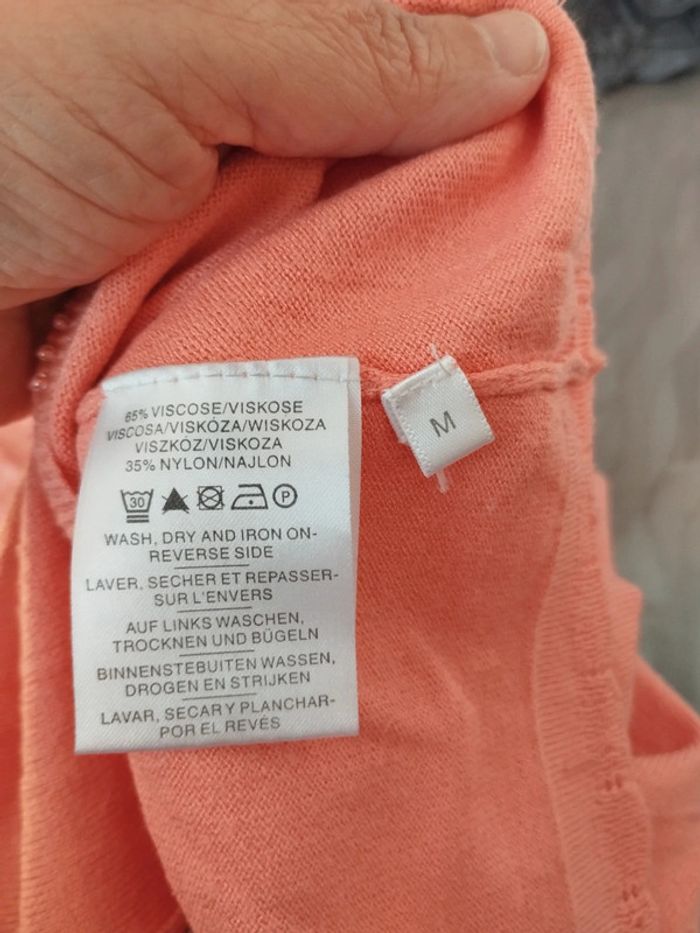 65% VISCOSE/VISKOSE
VISCOSA/VISKÓZA/WISKOZA
VISZKÓZ/VISKOZA
35% NYLON/NAJLON
30 P
WASH, DRY AND IRON ON-
REVERSE SIDE
LAVER, SECHER ET REPASSER-
SUR L'ENVERS
AUF LINKS WASCHEN,
TROCKNEN UND BÜGELN
BINNENSTEBUITEN WASSEN,
DROGEN EN STRIJKEN
LAVAR, SECAR Y PLANCHAR-
POR EL REVÉS
M